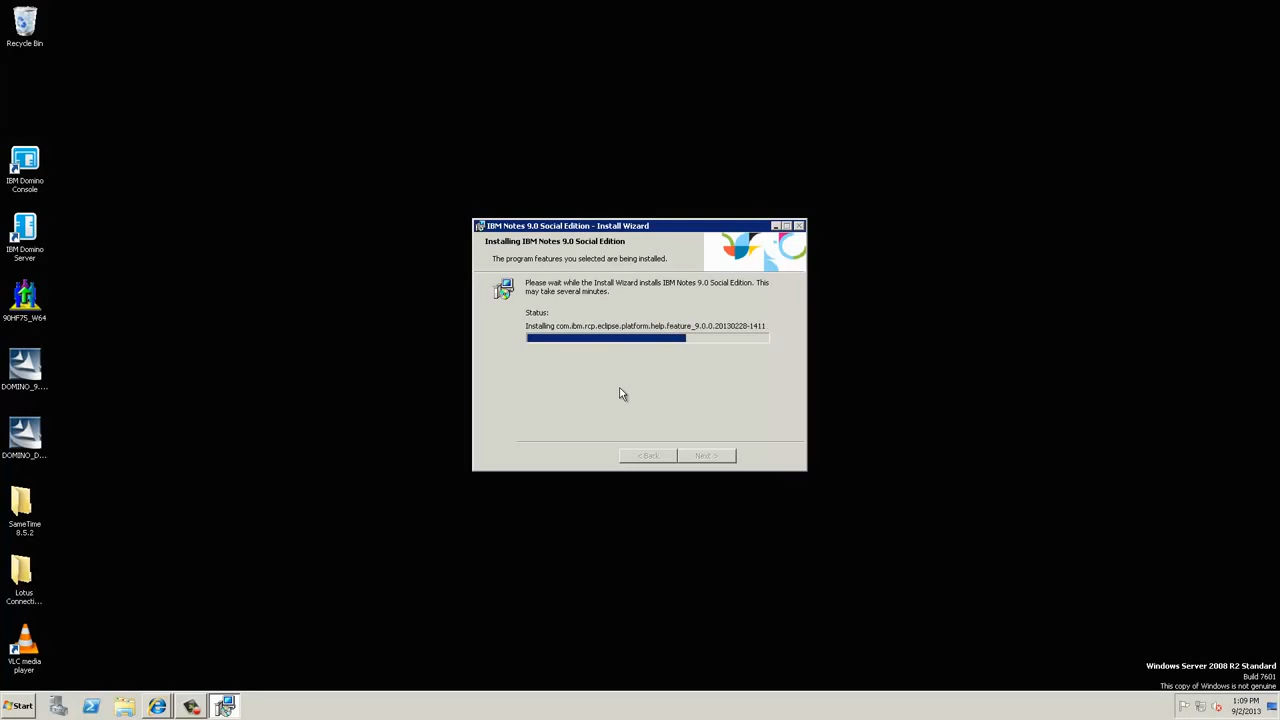 Recycle Bin
IBM Domino
Console
IBM Domino
Server
90HF75_W64
DOMINO_9....
DOMINO_D...
SameTime
8.5.2
Lotus
Connecti...
VLC media
player
IBM Notes 9.0 Social Edition - Install Wizard
Installing IBM Notes 9.0 Social Edition
The program features you selected are being installed.
Please wait while the Install Wizard installs IBM Notes 9.0 Social Edition. This
may take several minutes.
Status:
Installing com.ibm.rcp.eclipse.platform.help.feature_9.0.0.20130228-1411
< Back
Next >
Windows Server 2008 R2 Standard
Build 7601
This copy of Windows is not genuine
Start
1:09 PM
9/2/2013